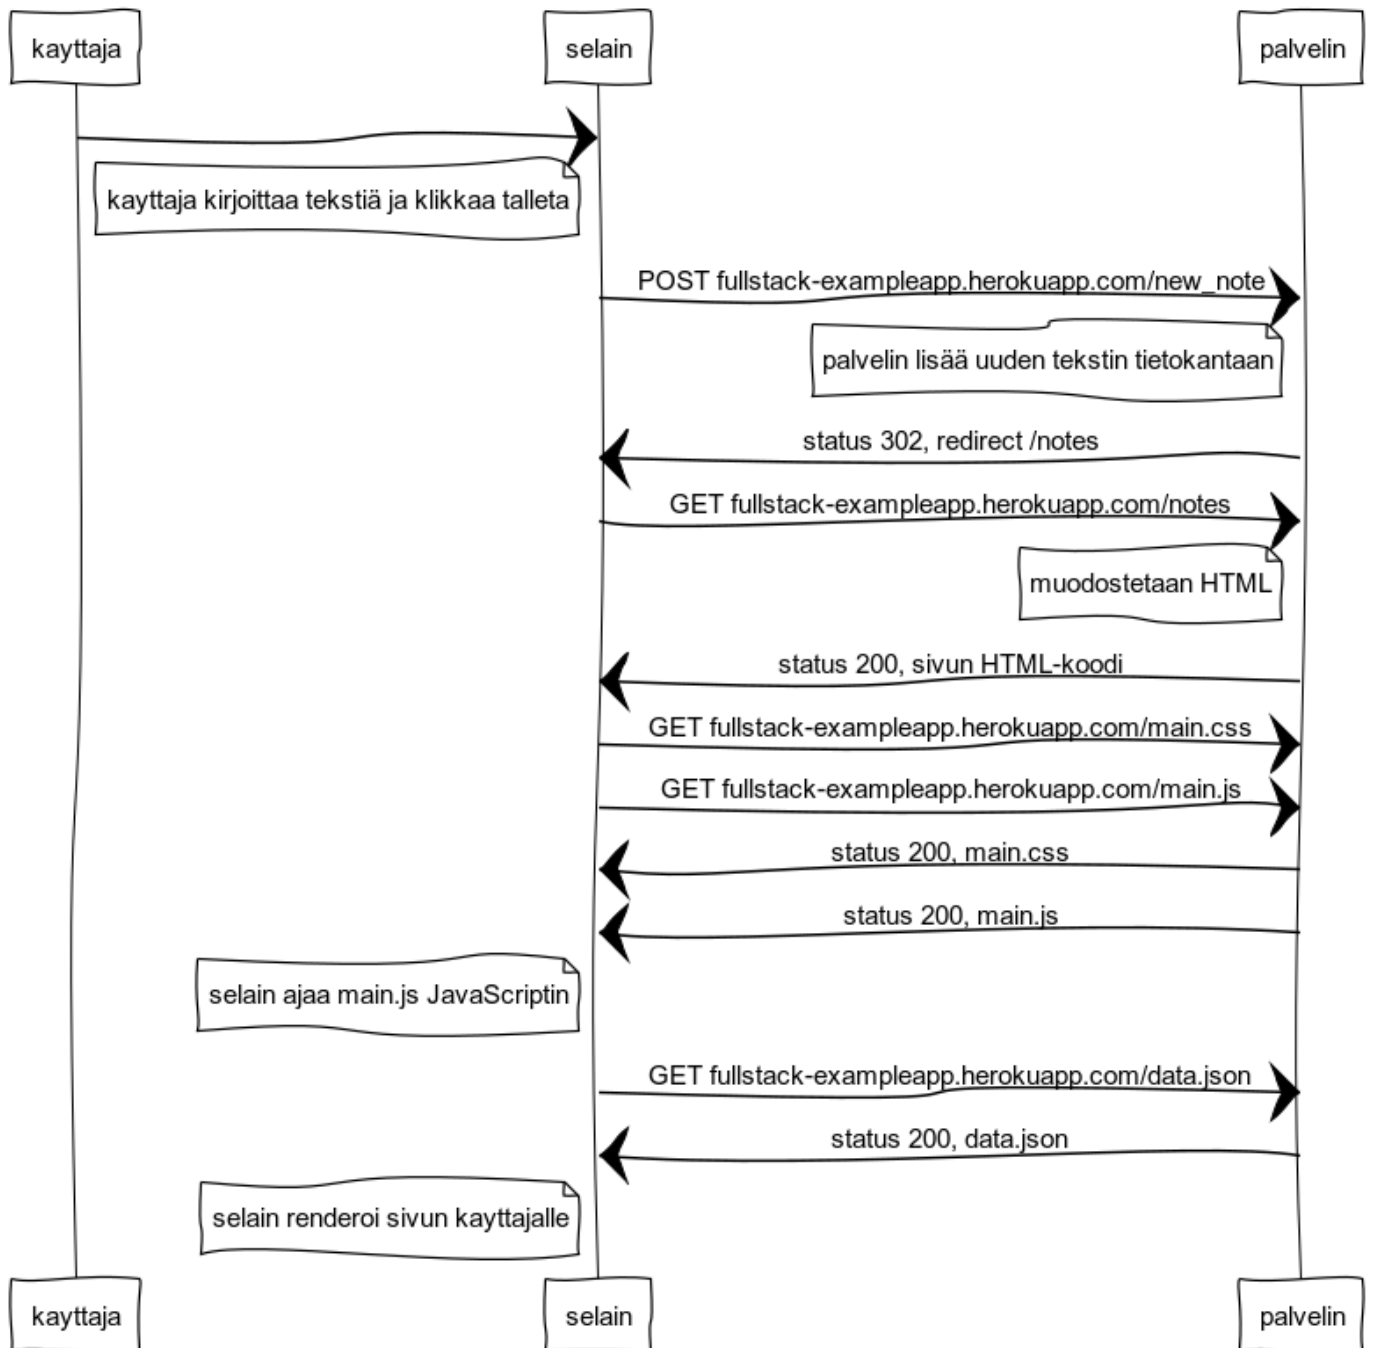 kayttaja
selain
palvelin
kayttaja kirjoittaa tekstiä ja klikkaa talleta
POST fullstack-exampleapp.herokuapp.com/new_note
palvelin lisää uuden tekstin tietokantaan
status 302, redirect /notes
GET fullstack-exampleapp.herokuapp.com/notes
muodostetaan HTML
status 200, sivun HTML-koodi
GET fullstack-exampleapp.herokuapp.com/main.css
GET fullstack-exampleapp.herokuapp.com/main.js
status 200, main.css
status 200, main.js
selain ajaa main.js JavaScriptin
GET fullstack-exampleapp.herokuapp.com/data.json
status 200, data.json
selain renderoi sivun kayttajalle
kayttaja
selain
palvelin